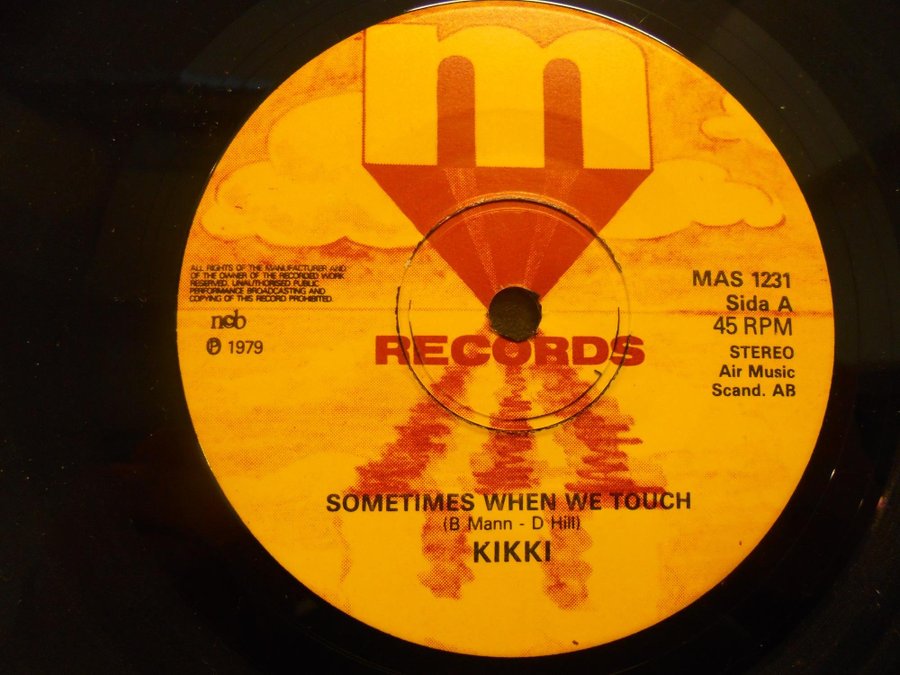 m
RECORDS
ALL RIGHTS OF THE MANUFACTURER AND
OF THE OWNER OF THE RECORDED WORK
RESERVED. UNAUTHORISED PUBLIC
PERFORMANCE BROADCASTING AND
COPYING OF THIS RECORD PROHIBITED.
ncb
℗ 1979
MAS 1231
Sida A
45 RPM
STEREO
Air Music
Scand. AB
SOMETIMES WHEN WE TOUCH
(B Mann - D Hill)
KIKKI